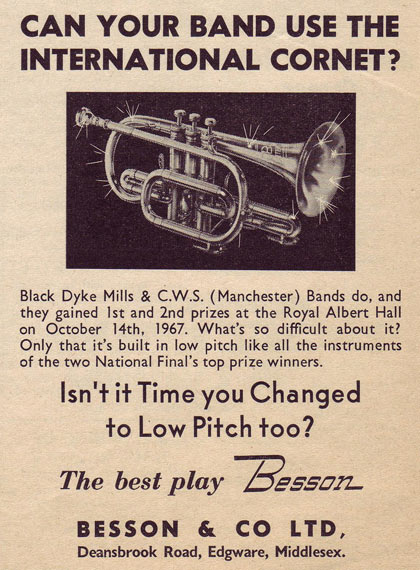 CAN YOUR BAND USE THE
INTERNATIONAL CORNET?
Black Dyke Mills & C.W.S. (Manchester) Bands do, and
they gained 1st and 2nd prizes at the Royal Albert Hall
on October 14th, 1967. What's so difficult about it?
Only that it's built in low pitch like all the instruments
of the two National Final's top prize winners.
Isn't it Time you Changed
to Low Pitch too?
The best play Besson
BESSON & CO LTD,
Deansbrook Road, Edgware, Middlesex.